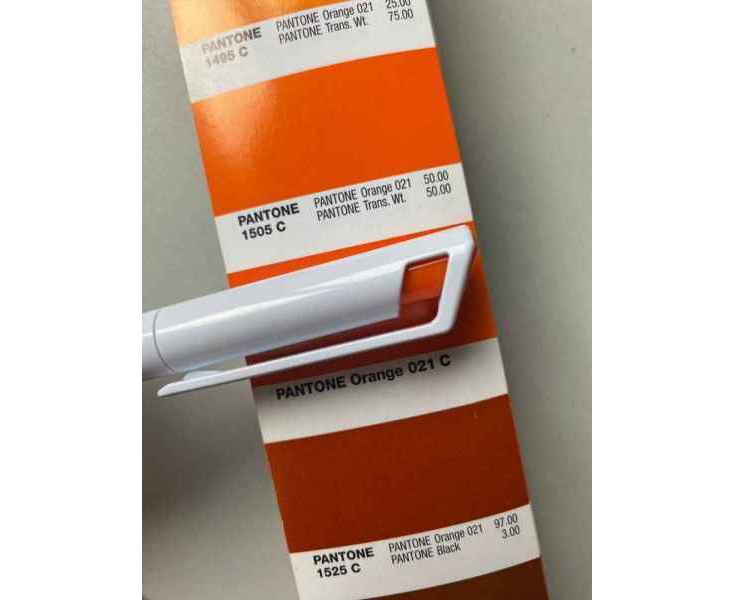 PANTONE Orange 021 25.00
PANTONE Trans. Wt. 75.00
PANTONE
1495 C
PANTONE Orange 021 50.00
PANTONE Trans. Wt. 50.00
PANTONE
1505 C
PANTONE Orange 021 C
PANTONE Orange 021 97.00
PANTONE Black 3.00
PANTONE
1525 C